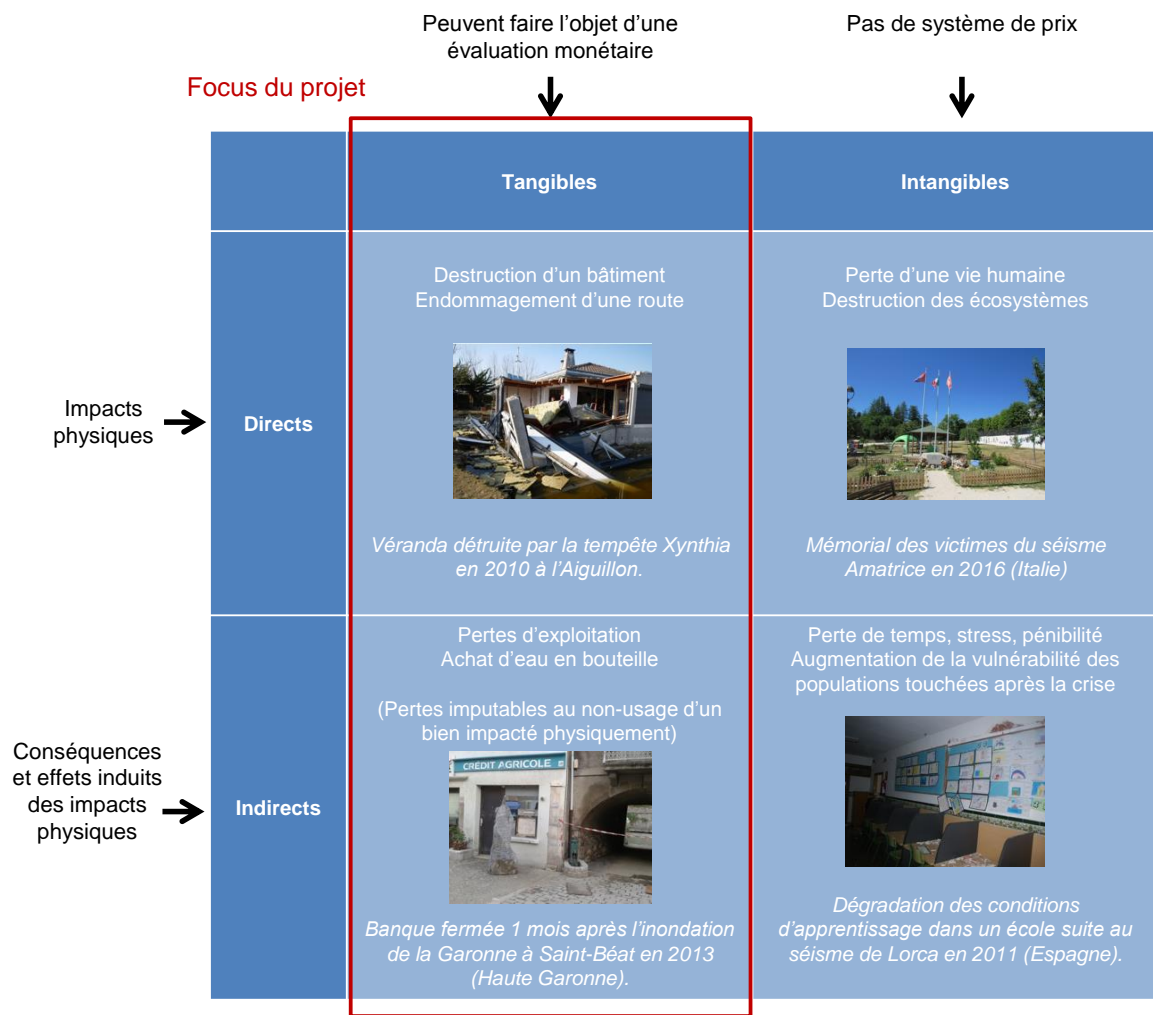 Peuvent faire l’objet d’une
évaluation monétaire
Pas de système de prix
Focus du projet
Tangibles
Intangibles
Impacts
physiques
Directs
Destruction d’un bâtiment
Endommagement d’une route
Véranda détruite par la tempête Xynthia
en 2010 à l’Aiguillon.
Perte d’une vie humaine
Destruction des écosystèmes
Mémorial des victimes du séisme
Amatrice en 2016 (Italie)
Conséquences
et effets induits
des impacts
physiques
Indirects
Pertes d’exploitation
Achat d’eau en bouteille
(Pertes imputables au non-usage d’un
bien impacté physiquement)
CREDIT AGRICOLE
Banque fermée 1 mois après l’inondation
de la Garonne à Saint-Béat en 2013
(Haute Garonne).
Perte de temps, stress, pénibilité
Augmentation de la vulnérabilité des
populations touchées après la crise
Dégradation des conditions
d’apprentissage dans un école suite au
séisme de Lorca en 2011 (Espagne).